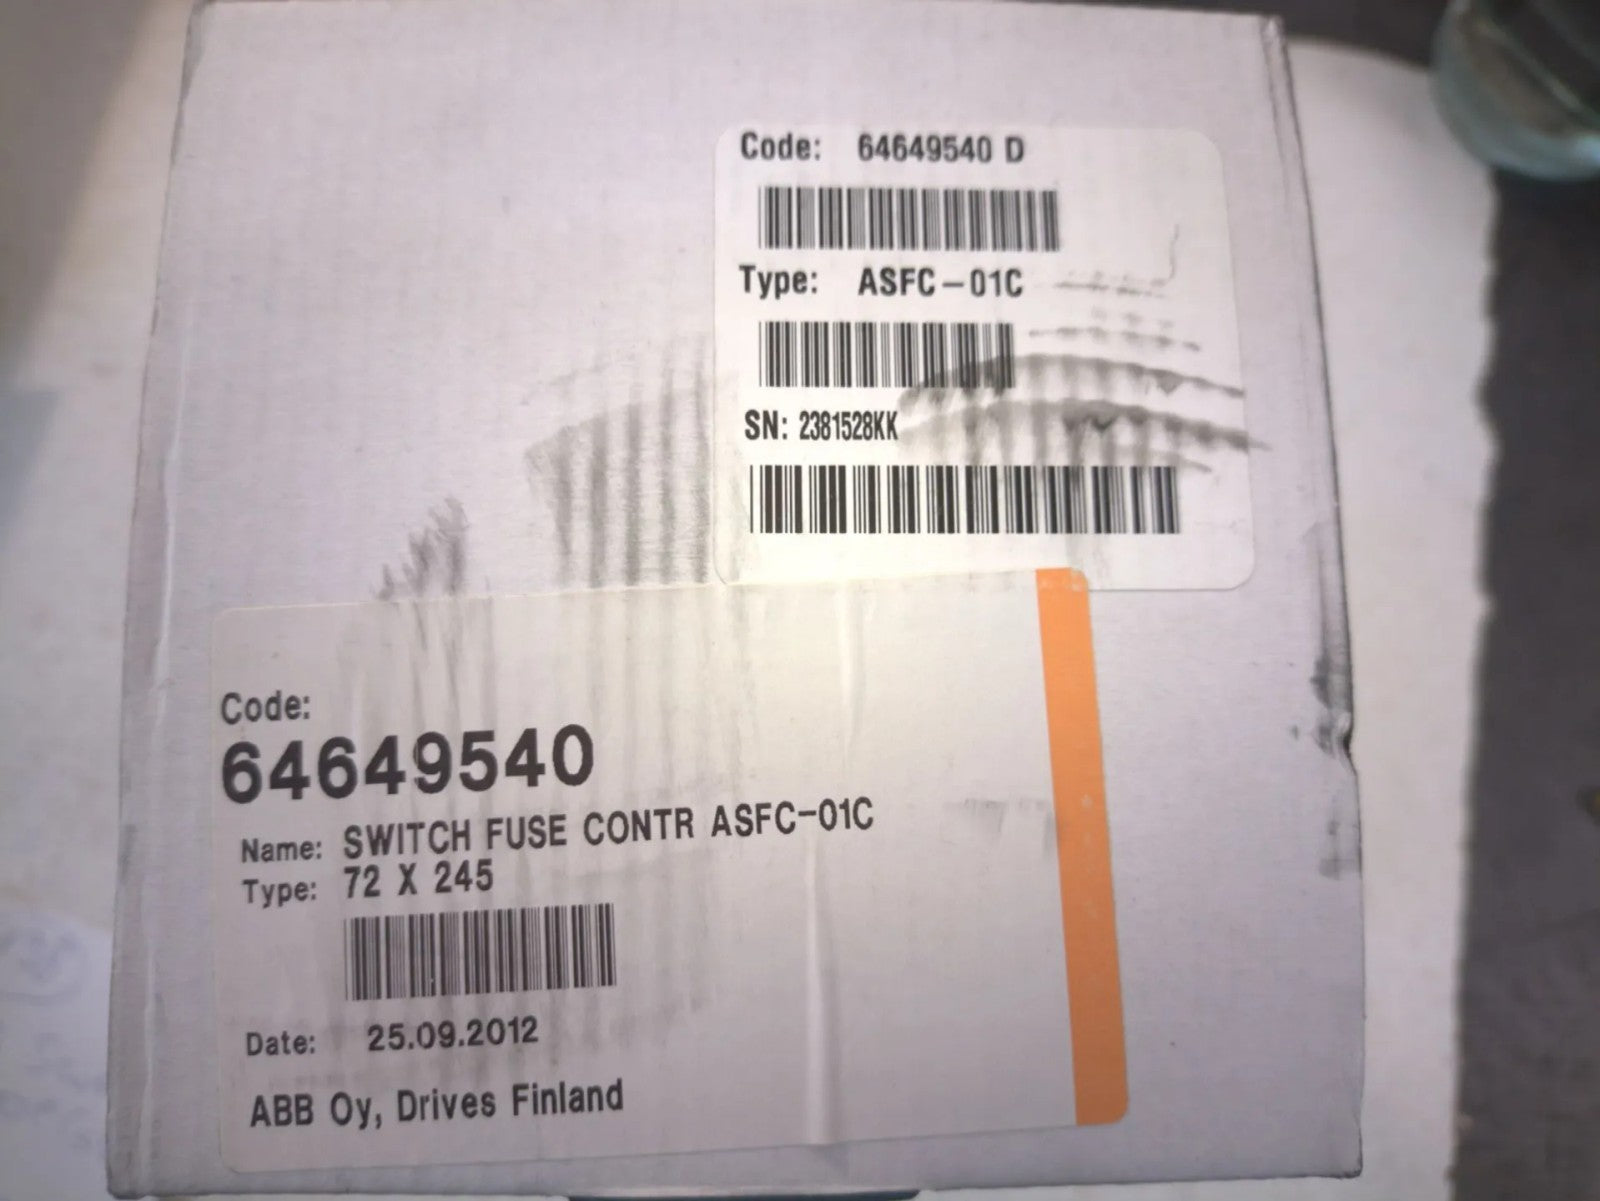 Code: 64649540 D
Type: ASFC-01C
SN: 2381528KK
Code:
64649540
Name: SWITCH FUSE CONTR ASFC-01C
Type: 72 X 245
Date: 25.09.2012
ABB Oy, Drives Finland